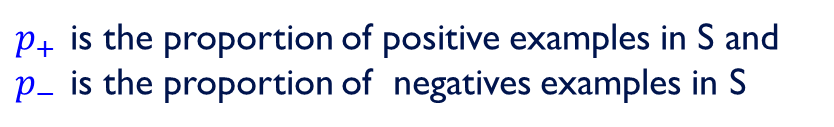 p₊ is the proportion of positive examples in S and
p₋ is the proportion of negatives examples in S